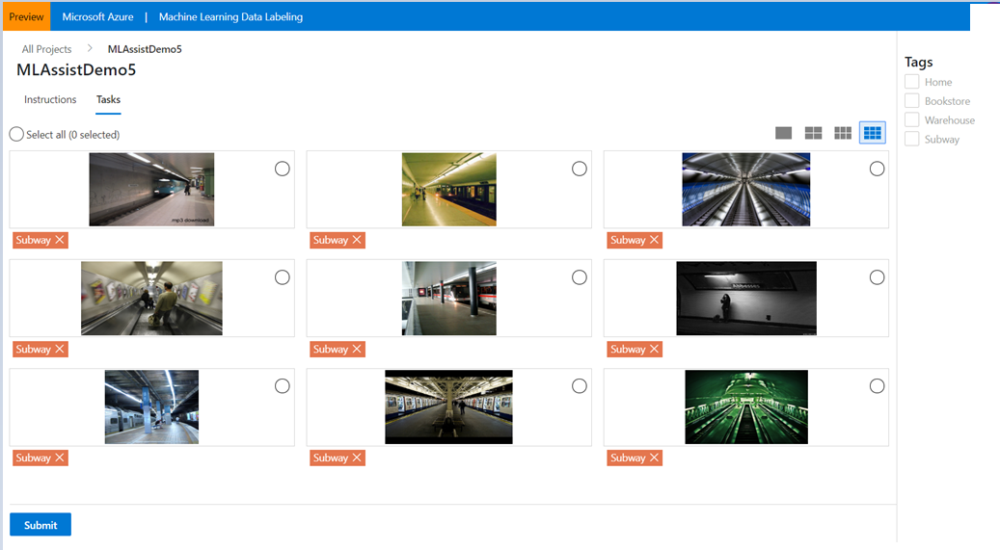 Preview
Microsoft Azure | Machine Learning Data Labeling
All Projects > MLAssistDemo5
MLAssistDemo5
Instructions Tasks
Select all (0 selected)
.mp3 download
Subway ✕ Subway ✕ Subway ✕
Abbesses
Subway ✕ Subway ✕ Subway ✕
Subway ✕ Subway ✕ Subway ✕
Submit
Tags
Home
Bookstore
Warehouse
Subway